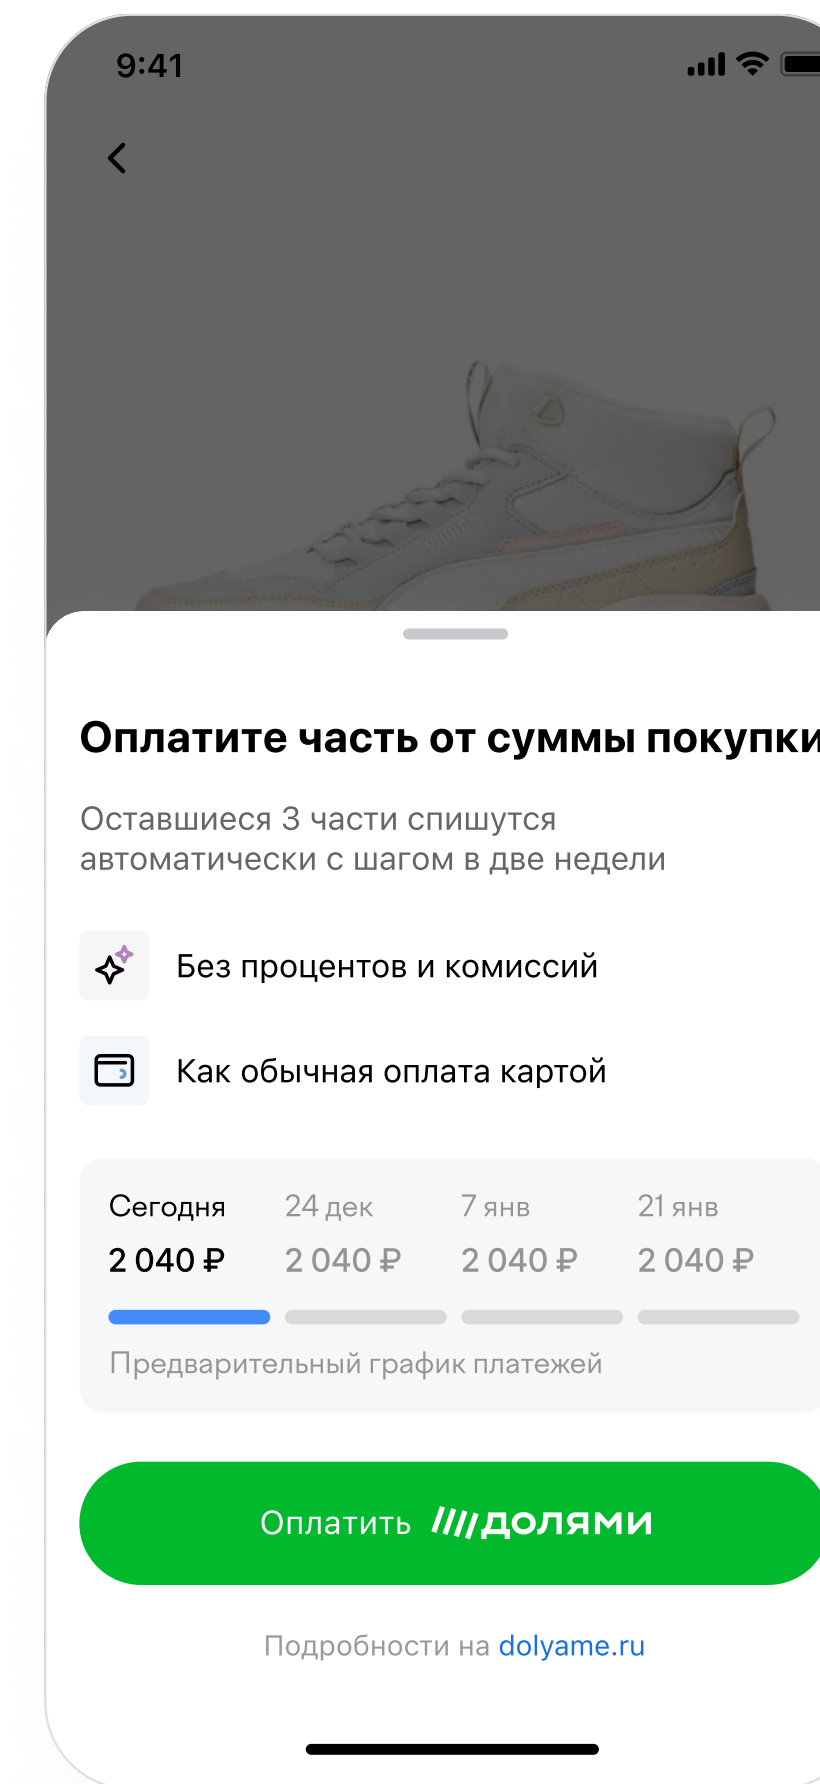 9:41
Оплатите часть от суммы покупки
Оставшиеся 3 части спишутся
автоматически с шагом в две недели
Без процентов и комиссий
Как обычная оплата картой
Сегодня 24 дек 7 янв 21 янв
2 040 ₽ 2 040 ₽ 2 040 ₽ 2 040 ₽
Предварительный график платежей
Оплатить долями
Подробности на dolyame.ru